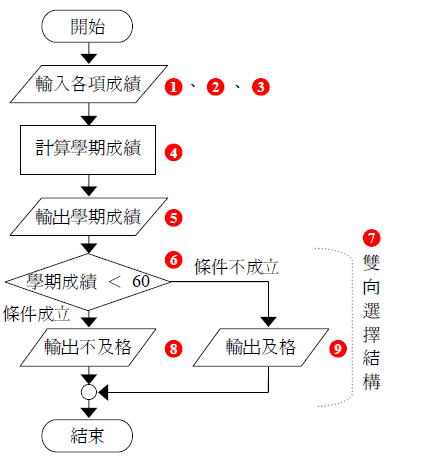 開始
輸入各項成績 1、2、3
計算學期成績 4
輸出學期成績 5
學期成績 < 60 6
條件不成立
條件成立
輸出不及格 8
輸出及格 9
結束
7
雙向選擇結構